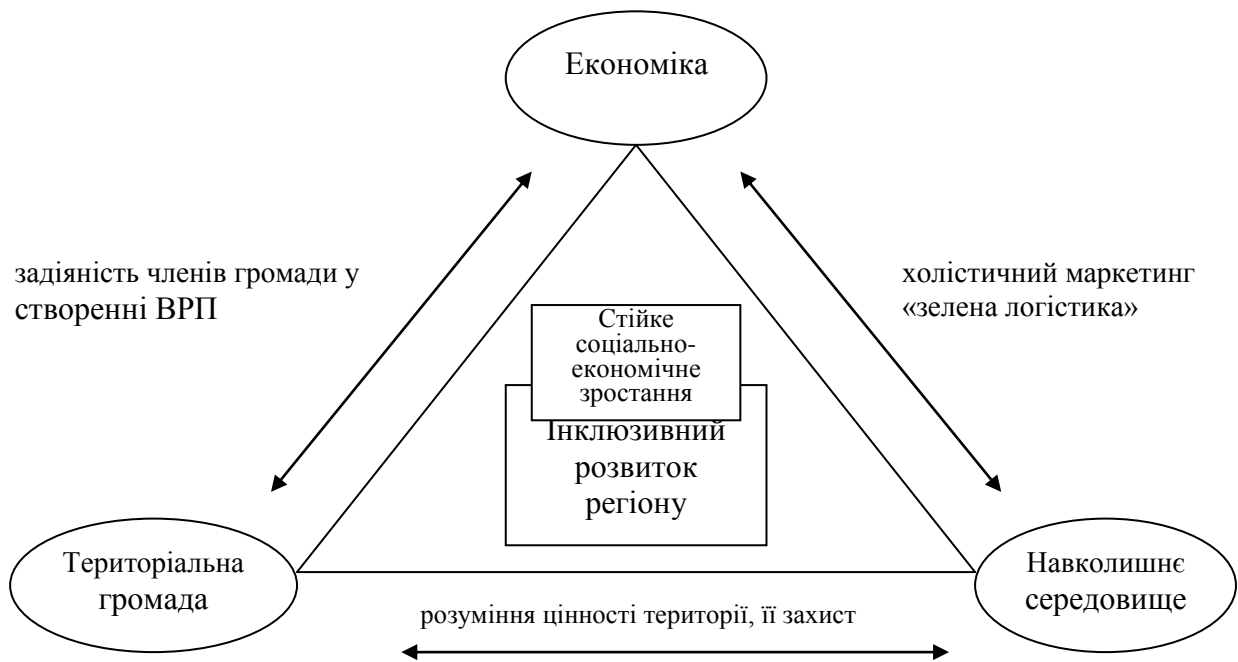 Економіка
задіяність членів громади у
створенні ВРП
холістичний маркетинг
«зелена логістика»
Стійке
соціально-
економічне
зростання
Інклюзивний
розвиток
регіону
Територіальна
громада
Навколишнє
середовище
розуміння цінності території, її захист